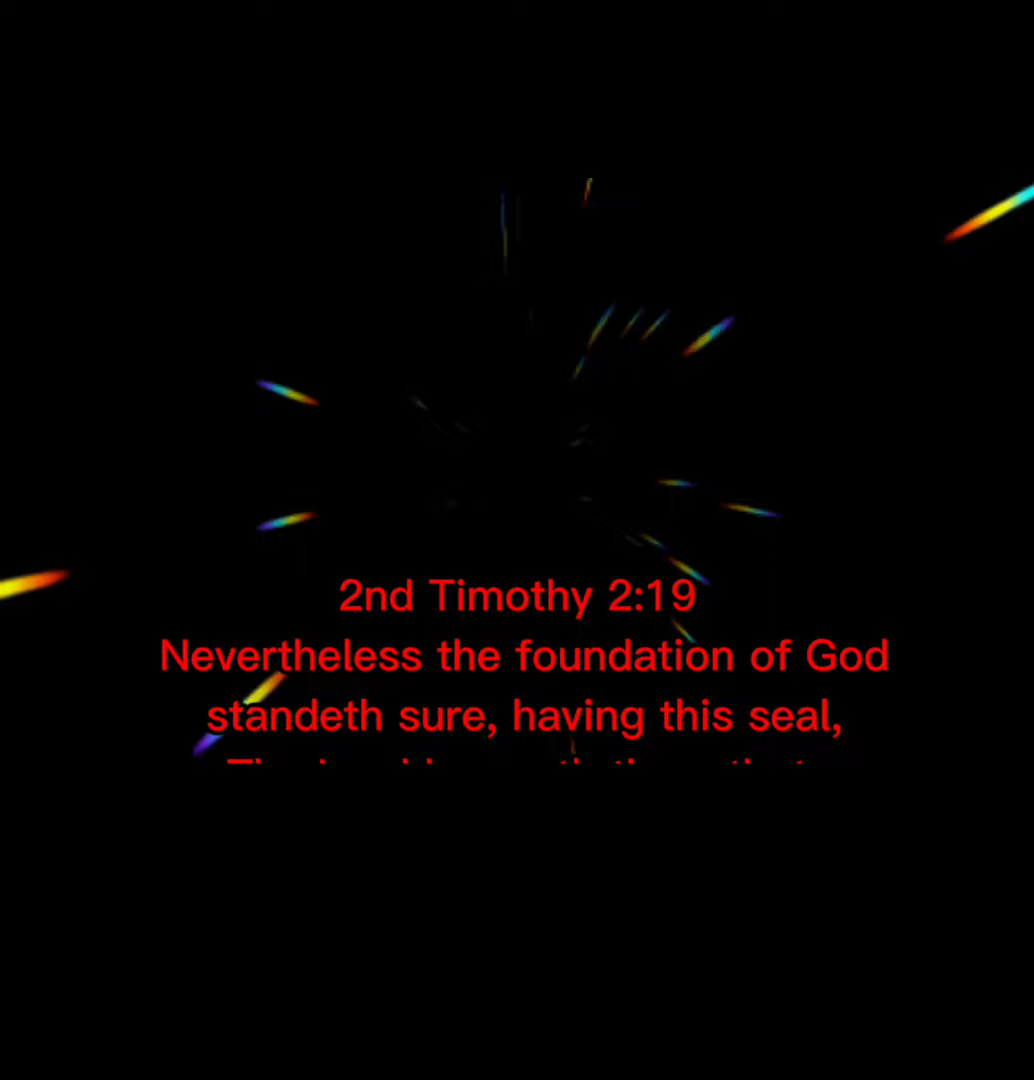 2nd Timothy 2:19
Nevertheless the foundation of God
standeth sure, having this seal,